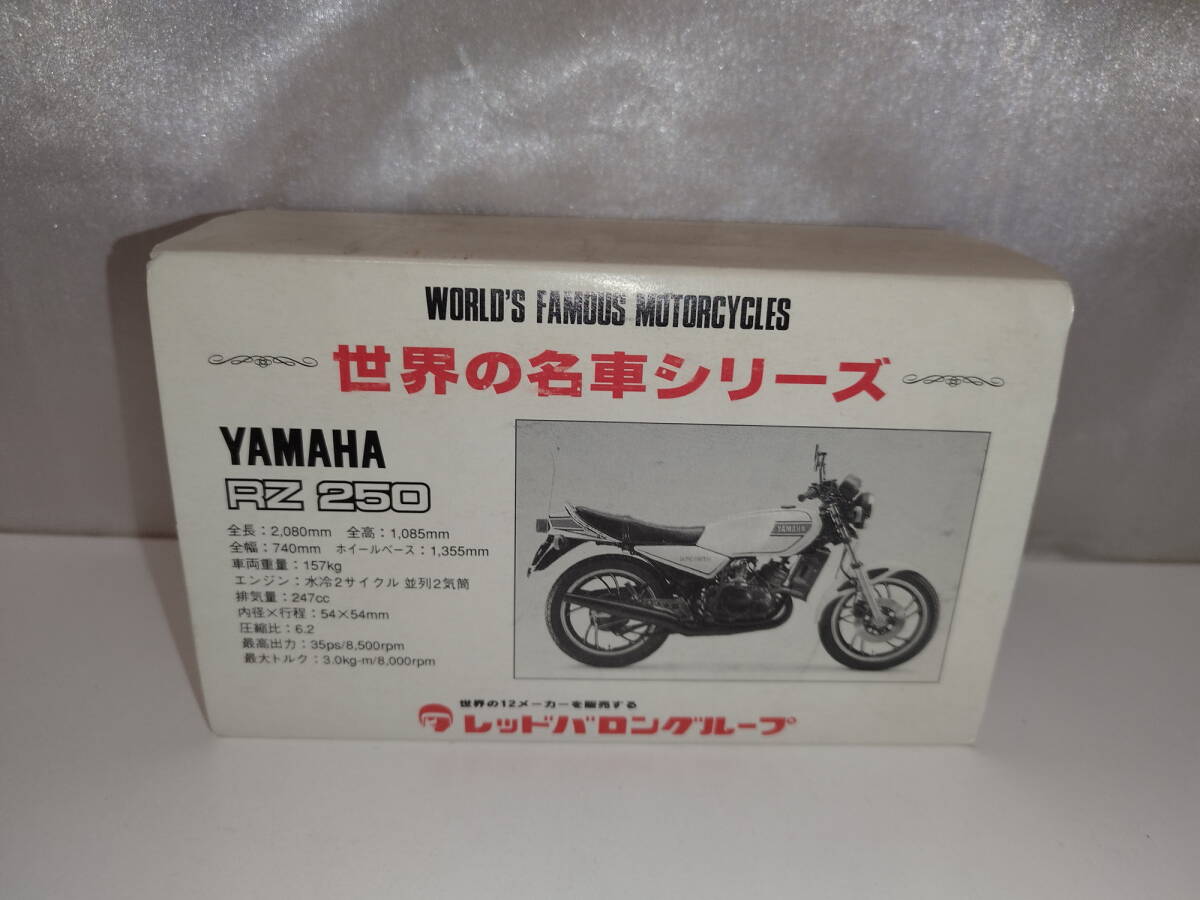 WORLD'S FAMOUS MOTORCYCLES
世界の名車シリーズ
YAMAHA
RZ 250
全長：2,080mm 全高：1,085mm
全幅：740mm ホイールベース：1,355mm
車両重量：157kg
エンジン：水冷2サイクル 並列2気筒
排気量：247cc
内径×行程：54×54mm
圧縮比：6.2
最高出力：35ps/8,500rpm
最大トルク：3.0kg-m/8,000rpm
YAMAHA
世界の12メーカーを販売する
レッドバロングループ